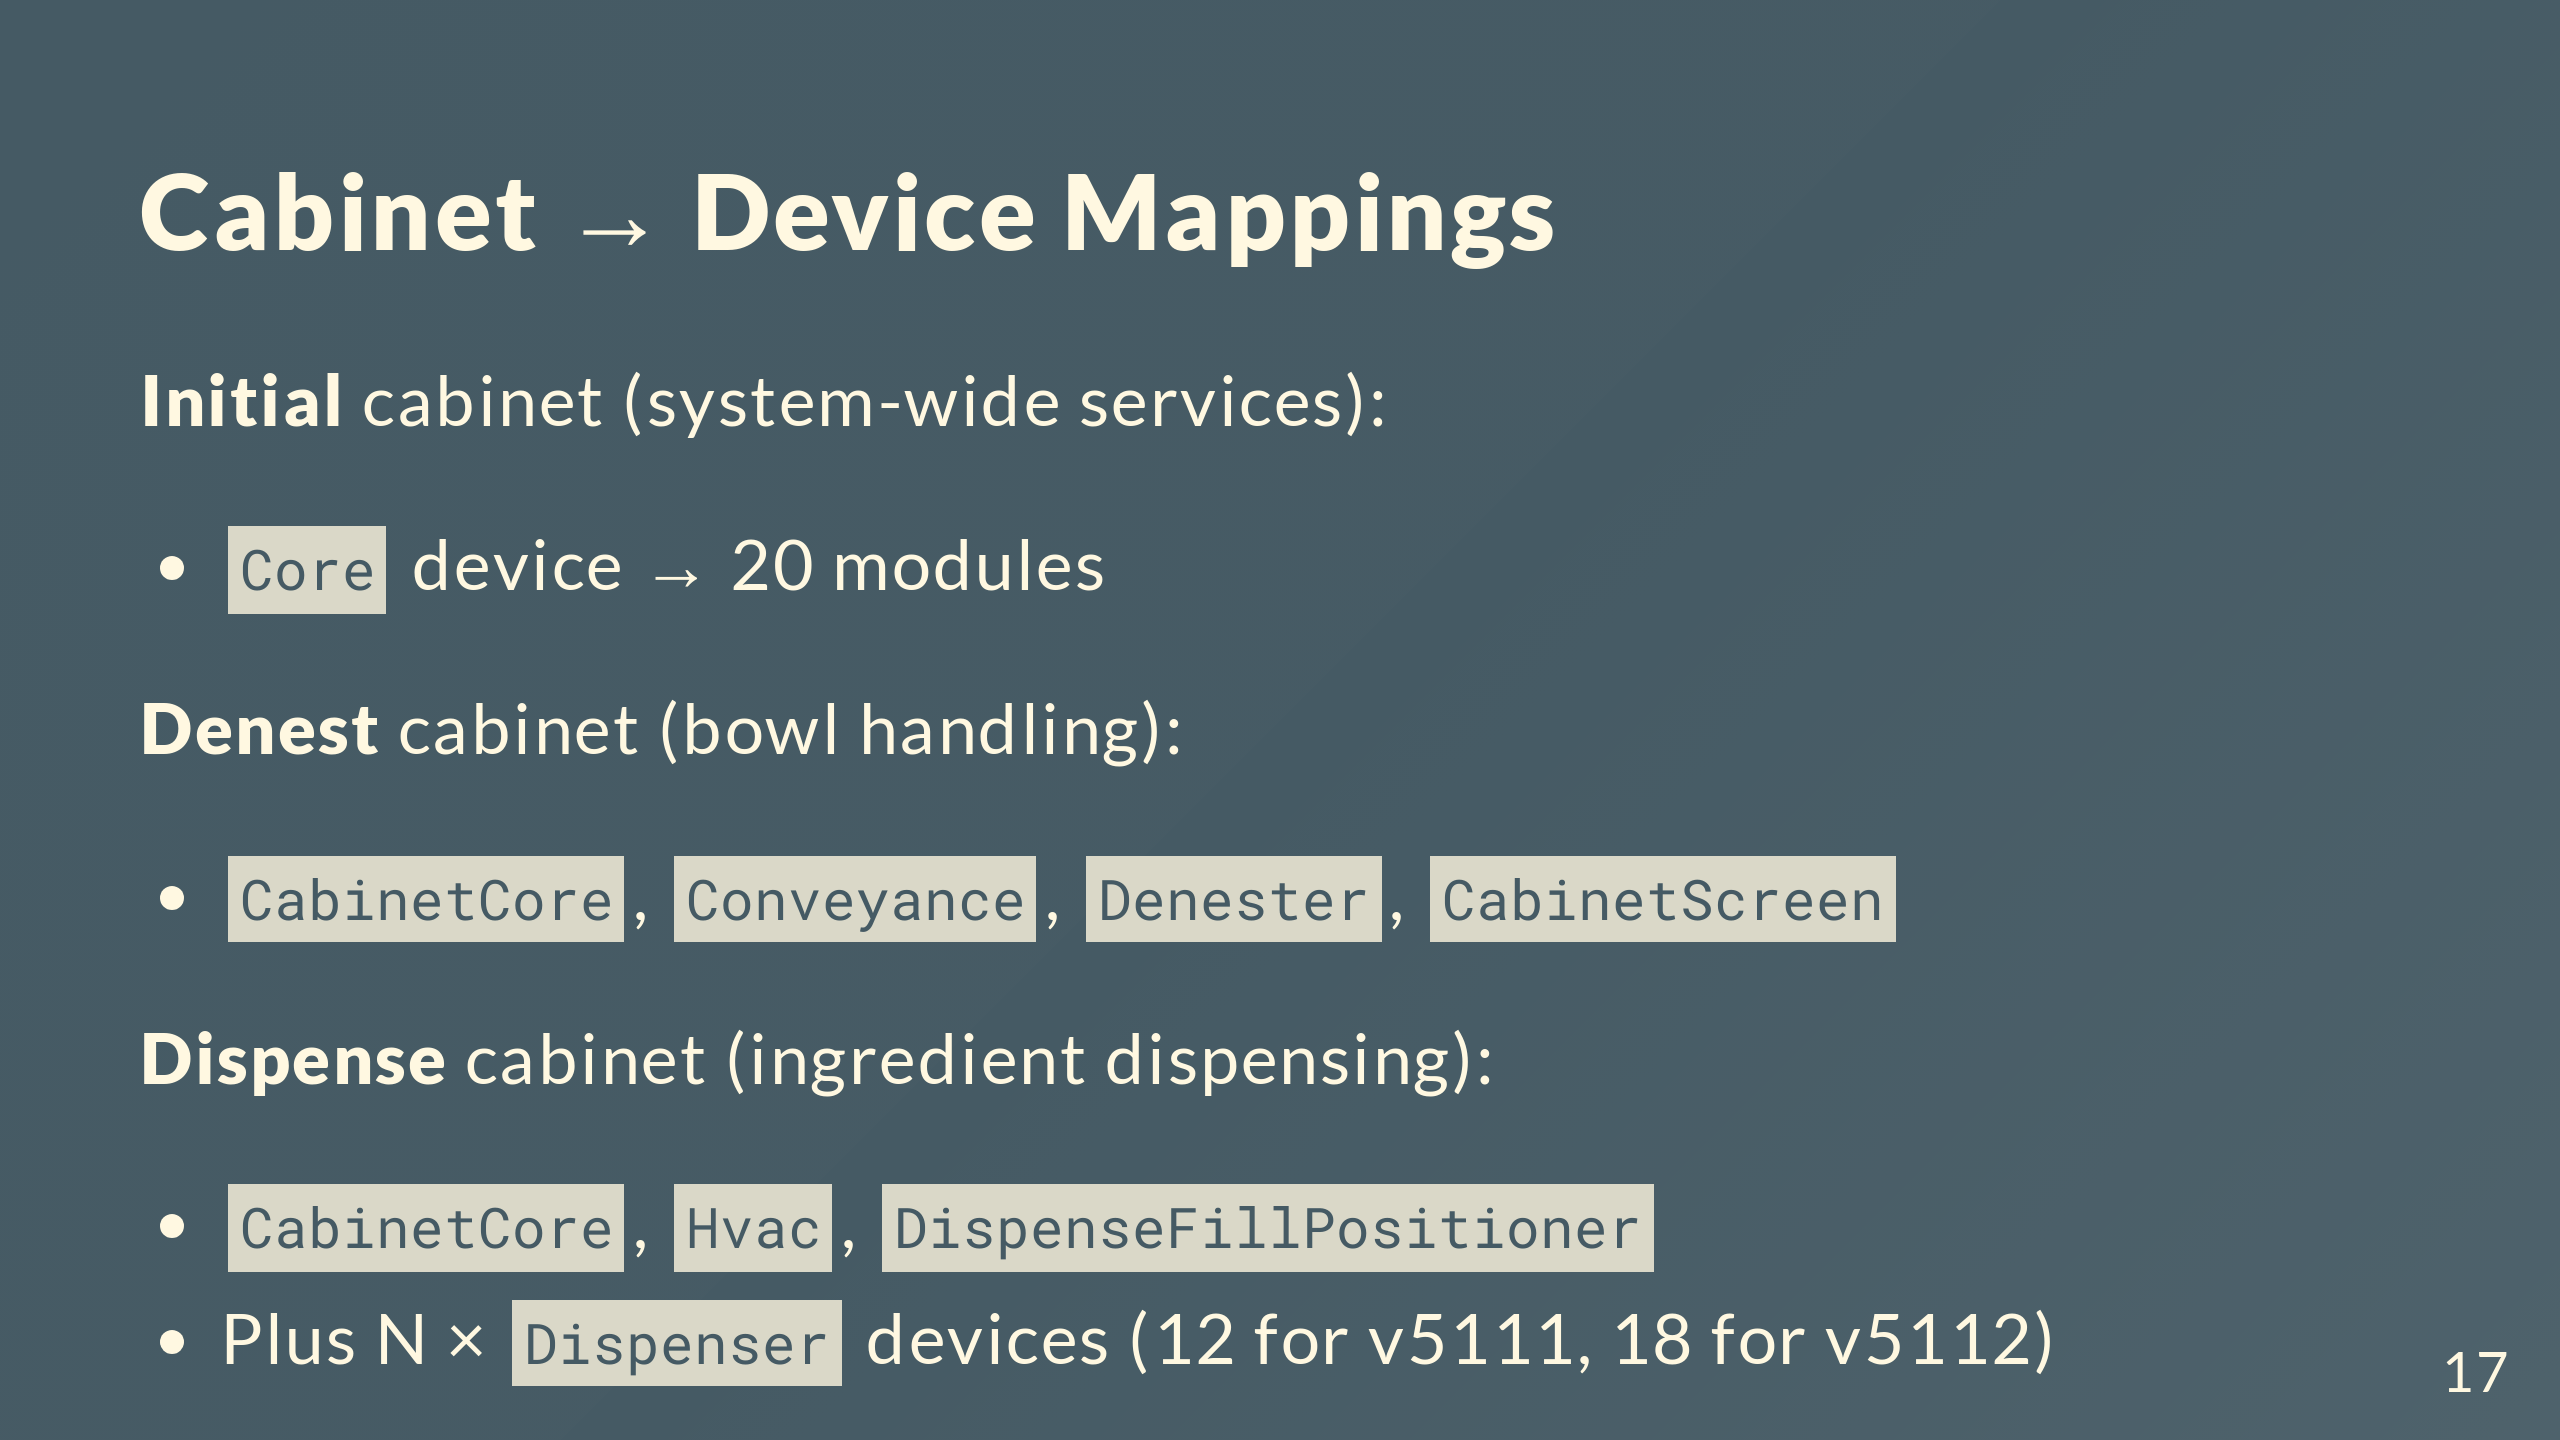 Cabinet → Device Mappings
Initial cabinet (system-wide services):
• Core device → 20 modules
Denest cabinet (bowl handling):
• CabinetCore, Conveyance, Denester, CabinetScreen
Dispense cabinet (ingredient dispensing):
• CabinetCore, Hvac, DispenseFillPositioner
• Plus N × Dispenser devices (12 for v5111, 18 for v5112)
17